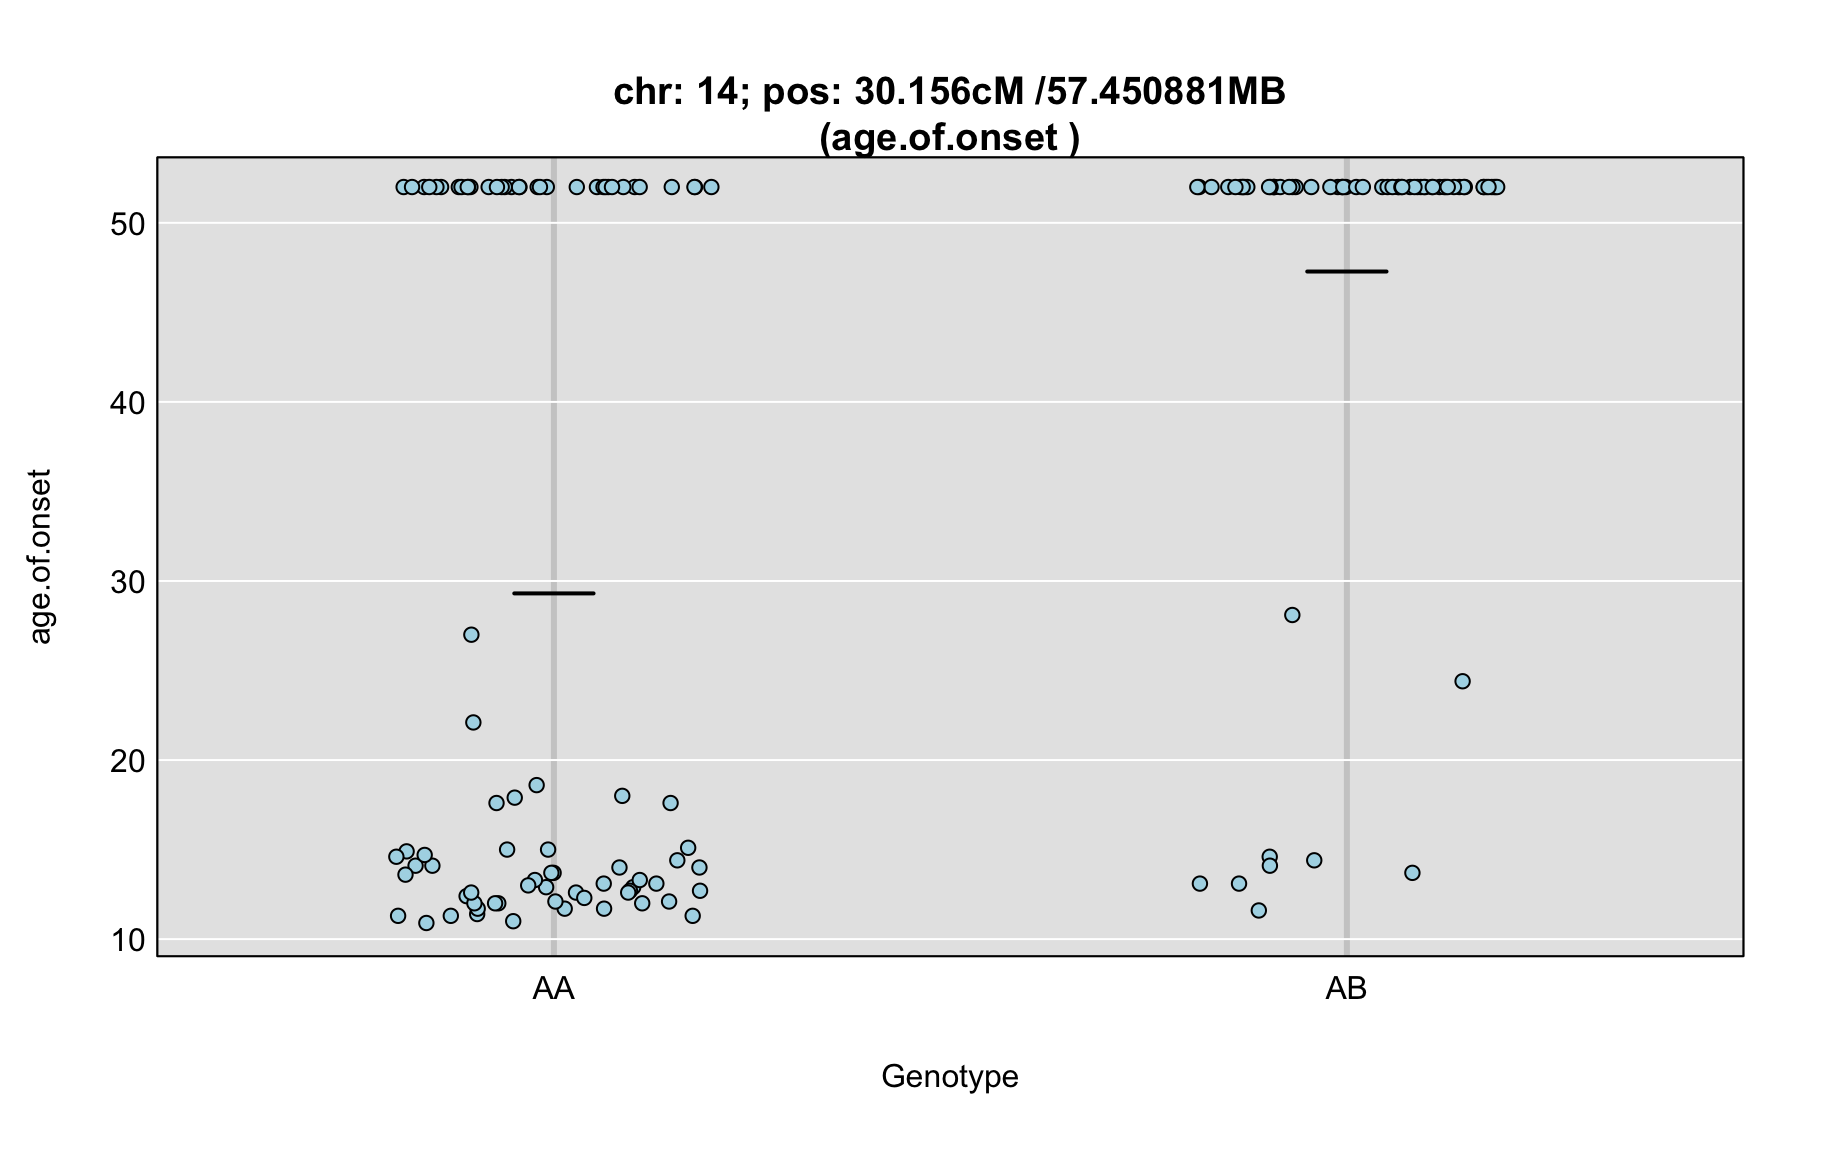 chr: 14; pos: 30.156cM /57.450881MB
(age.of.onset )
50
40
30
20
10
age.of.onset
AA
AB
Genotype